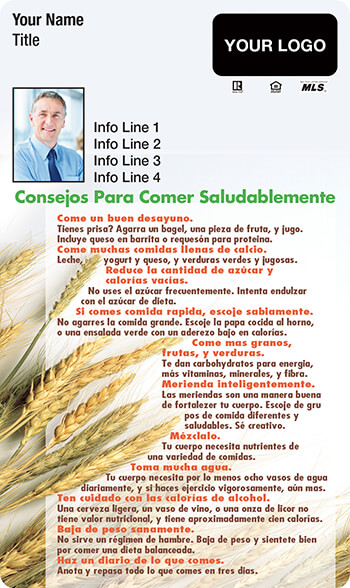 Your Name
Title
YOUR LOGO
MLS
Info Line 1
Info Line 2
Info Line 3
Info Line 4
Consejos Para Comer Saludablemente
Come un buen desayuno.
Tienes prisa? Agarra un bagel, una pieza de fruta, y jugo.
Incluye queso en barrita o requesón para proteina.
Come muchas comidas llenas de calcio.
Leche, yogurt y queso, y verduras verdes y jugosas.
Reduce la cantidad de azúcar y
calorías vacías.
No uses el azúcar frecuentemente. Intenta endulzar
con el azúcar de dieta.
Si comes comida rapida, escoje sabiamente.
No agarres la comida grande. Escoje la papa cocida al horno,
o una ensalada verde con un aderezo bajo en calorías.
Come mas granos,
frutas, y verduras.
Te dan carbohydratos para energia,
más vitaminas, minerales, y fibra.
Merienda inteligentemente.
Las meriendas son una manera buena
de fortalezer tu cuerpo. Escoje de gru
pos de comida diferentes y
saludables. Sé creativo.
Mézclalo.
Tu cuerpo necesita nutrientes de
una variedad de comidas.
Toma mucha agua.
Tu cuerpo necesita por lo menos ocho vasos de agua
diariamente, y si haces ejercicio vigorosamente, aún mas.
Ten cuidado con las calorías de alcohol.
Una cerveza ligera, un vaso de vino, o una onza de licor no
tiene valor nutricional, y tiene aproximadamente cien calorías.
Baja de peso sanamente.
No sirve un régimen de hambre. Baja de peso y sientete bien
por comer una dieta balanceada.
Haz un diario de lo que comes.
Anota y repasa todo lo que comes en tres dias.